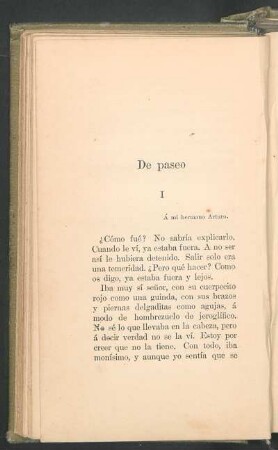 De paseo
I
Á mi hermano Arturo.
¿Cómo fué? No sabría explicarlo.
Cuando le ví, ya estaba fuera. A no ser
así le hubiera detenido. Salir solo era
una temeridad. ¿Pero qué hacer? Como
os digo, ya estaba fuera y lejos.
Iba muy sí señor, con su cuerpecito
rojo como una guinda, con sus brazos
y piernas delgaditas como agujas, á
modo de hombrezuelo de jeroglífico.
No sé lo que llevaba en la cabeza, pero
á decir verdad no se la ví. Estoy por
creer que no la tiene. Con todo, iba
monísimo, y aunque yo sentía que se